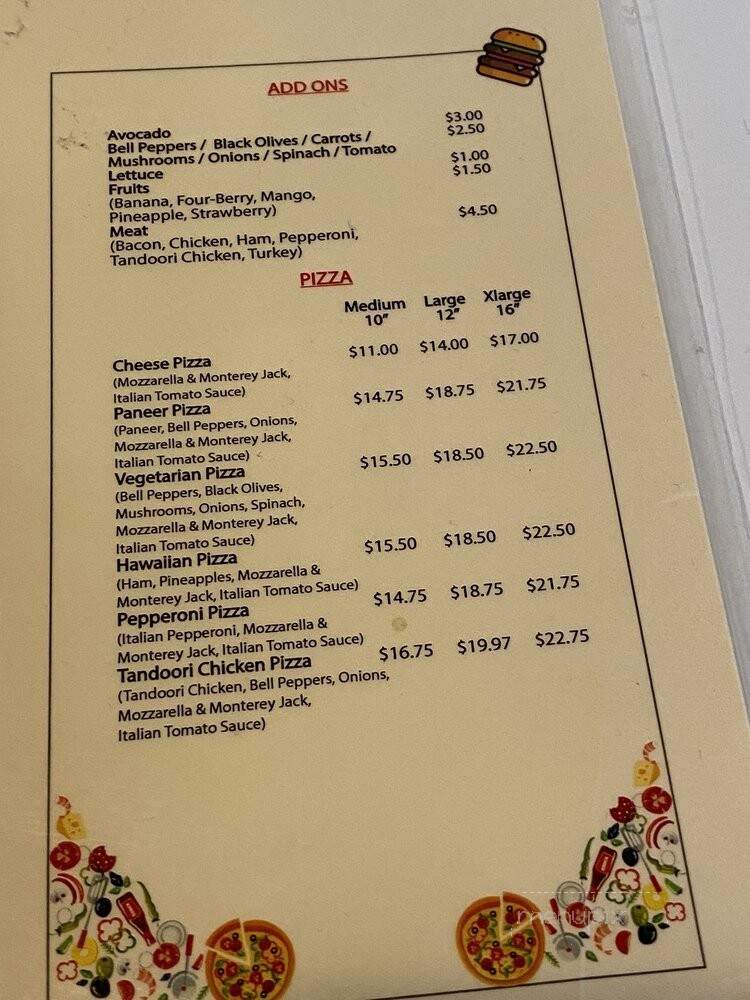 ADD ONS
Avocado $3.00
Bell Peppers / Black Olives / Carrots / $2.50
Mushrooms / Onions / Spinach / Tomato
Lettuce $1.00
Fruits $1.50
(Banana, Four-Berry, Mango,
Pineapple, Strawberry)
Meat $4.50
(Bacon, Chicken, Ham, Pepperoni,
Tandoori Chicken, Turkey)
PIZZA
Medium Large Xlarge
10" 12" 16"
Cheese Pizza $11.00 $14.00 $17.00
(Mozzarella & Monterey Jack,
Italian Tomato Sauce)
Paneer Pizza $14.75 $18.75 $21.75
(Paneer, Bell Peppers, Onions,
Mozzarella & Monterey Jack,
Italian Tomato Sauce)
Vegetarian Pizza $15.50 $18.50 $22.50
(Bell Peppers, Black Olives,
Mushrooms, Onions, Spinach,
Mozzarella & Monterey Jack,
Italian Tomato Sauce)
Hawaiian Pizza $15.50 $18.50 $22.50
(Ham, Pineapples, Mozzarella &
Monterey Jack, Italian Tomato Sauce)
Pepperoni Pizza $14.75 $18.75 $21.75
(Italian Pepperoni, Mozzarella &
Monterey Jack, Italian Tomato Sauce)
Tandoori Chicken Pizza $16.75 $19.97 $22.75
(Tandoori Chicken, Bell Peppers, Onions,
Mozzarella & Monterey Jack,
Italian Tomato Sauce)